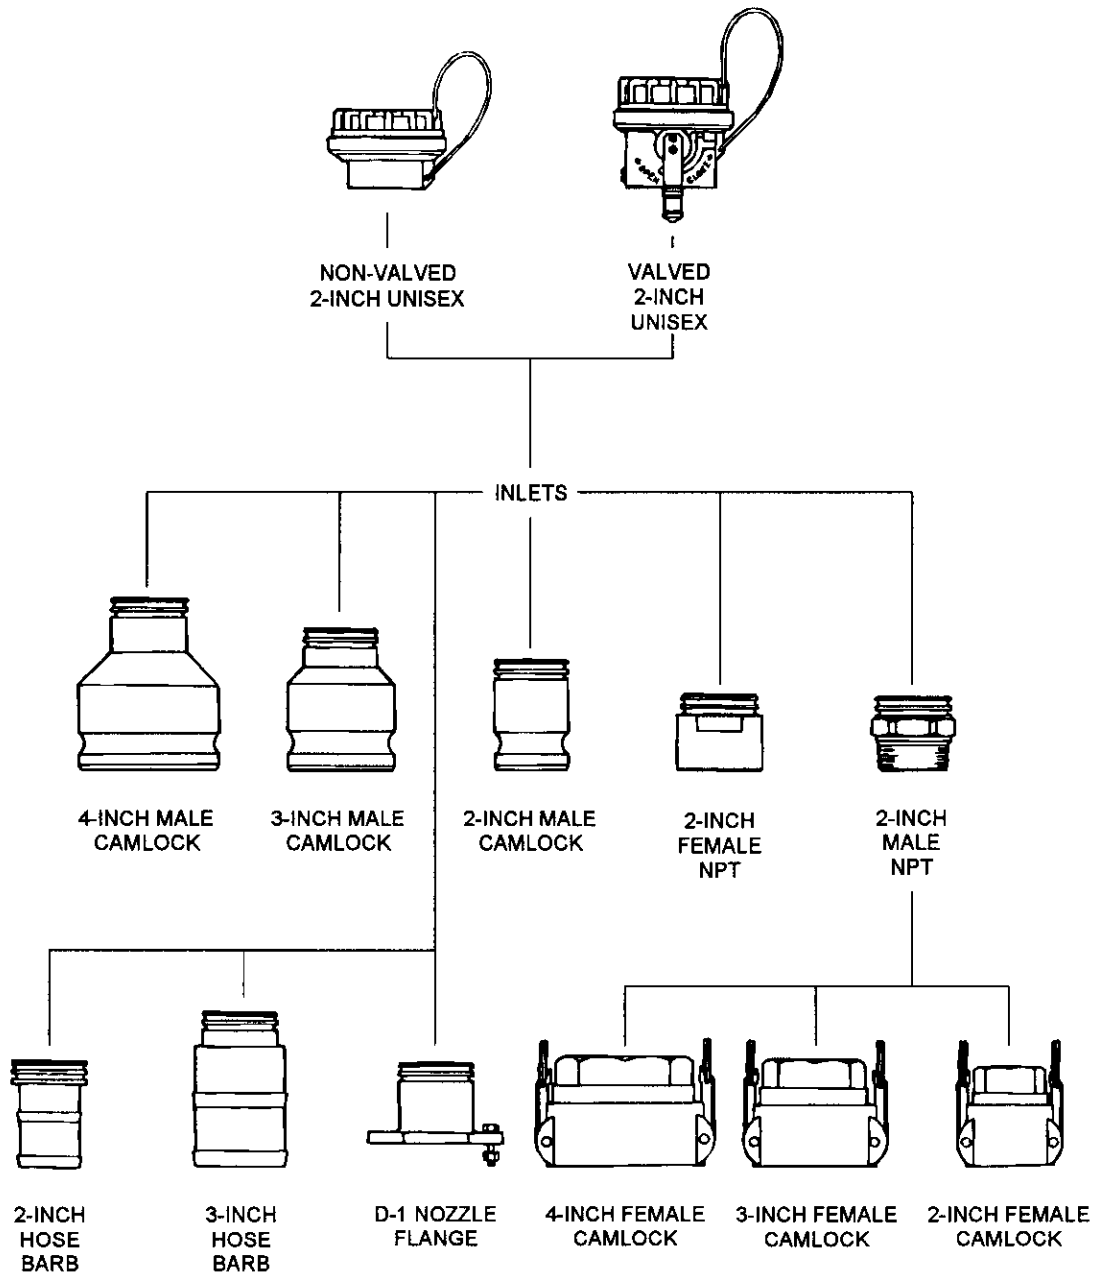 OPEN
CLOSE
NON-VALVED
2-INCH UNISEX
VALVED
2-INCH
UNISEX
INLETS
4-INCH MALE
CAMLOCK
3-INCH MALE
CAMLOCK
2-INCH MALE
CAMLOCK
2-INCH
FEMALE
NPT
2-INCH
MALE
NPT
2-INCH
HOSE
BARB
3-INCH
HOSE
BARB
D-1 NOZZLE
FLANGE
4-INCH FEMALE
CAMLOCK
3-INCH FEMALE
CAMLOCK
2-INCH FEMALE
CAMLOCK